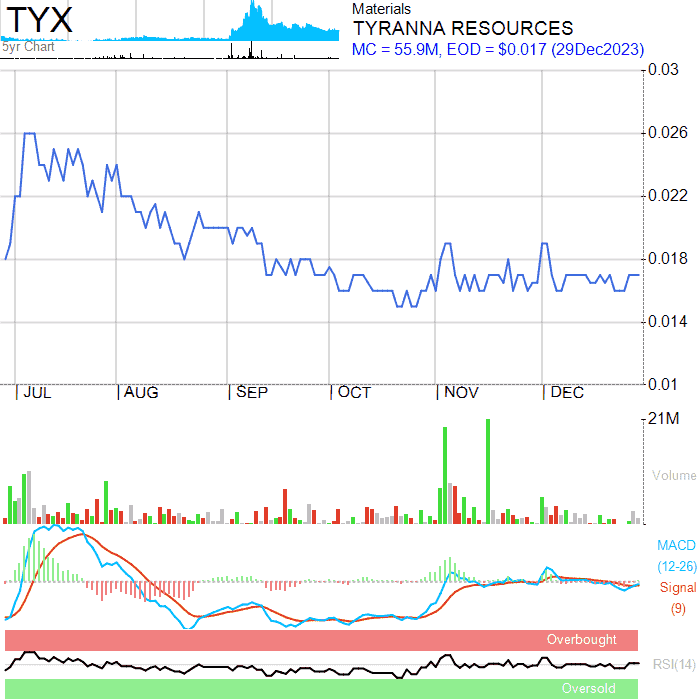 TYX
5yr Chart
Materials
TYRANNA RESOURCES
MC = 55.9M, EOD = $0.017 (29Dec2023)
0.03
0.026
0.022
0.018
0.014
0.01
JUL AUG SEP OCT NOV DEC
21M
Volume
MACD
(12-26)
Signal
(9)
Overbought
RSI(14)
Oversold